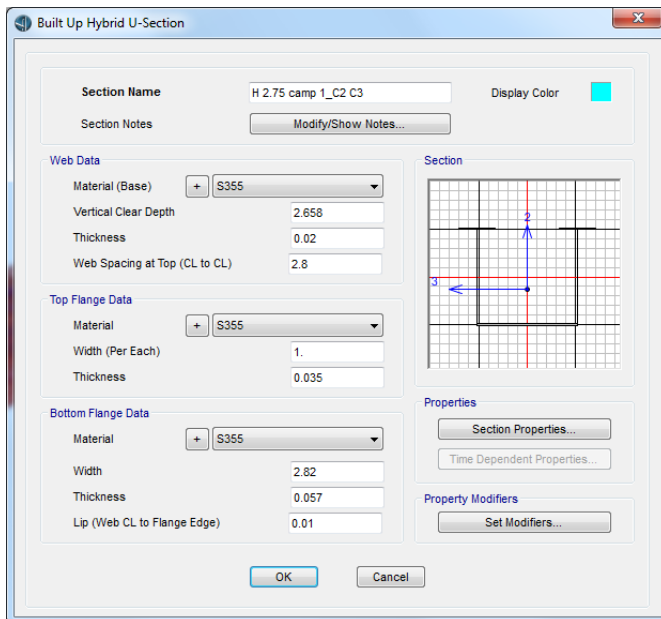 Built Up Hybrid U-Section
Section Name H 2.75 camp 1_C2 C3 Display Color
Section Notes Modify/Show Notes...
Web Data
Material (Base) + S355
Vertical Clear Depth 2.658
Thickness 0.02
Web Spacing at Top (CL to CL) 2.8
Section
2
3
Top Flange Data
Material + S355
Width (Per Each) 1.
Thickness 0.035
Bottom Flange Data
Material + S355
Width 2.82
Thickness 0.057
Lip (Web CL to Flange Edge) 0.01
Properties
Section Properties...
Time Dependent Properties...
Property Modifiers
Set Modifiers...
OK Cancel